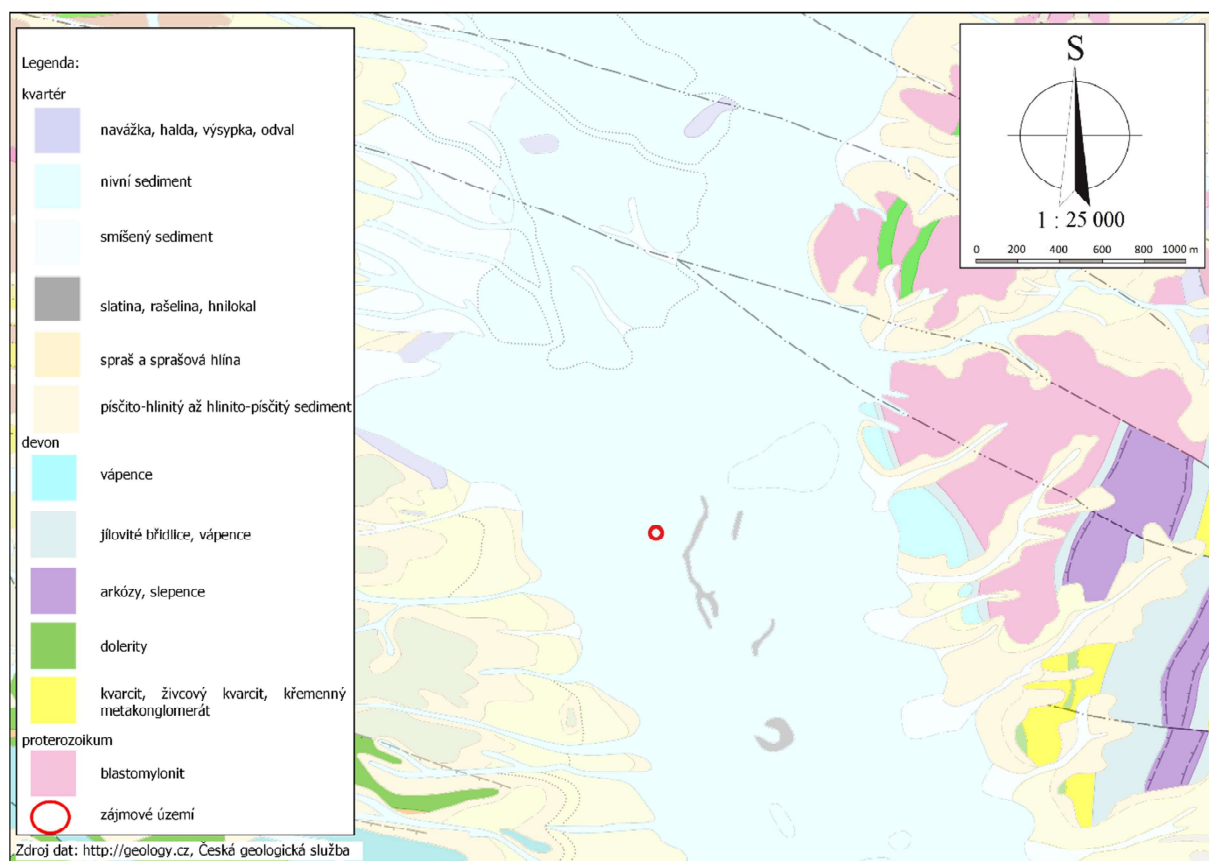 Legenda:
kvartér
navážka, halda, výsypka, odval
nivní sediment
smíšený sediment
slatina, rašelina, hnilokal
spraš a sprašová hlína
písčito-hlinitý až hlinito-písčitý sediment
devon
vápence
jílovité břidlice, vápence
arkózy, slepence
dolerity
kvarcit, živcový kvarcit, křemenný
metakonglomerát
proterozoikum
blastomylonit
zájmové území
Zdroj dat: http://geology.cz, Česká geologická služba
S
1 : 25 000
0 200 400 600 800 1000 m